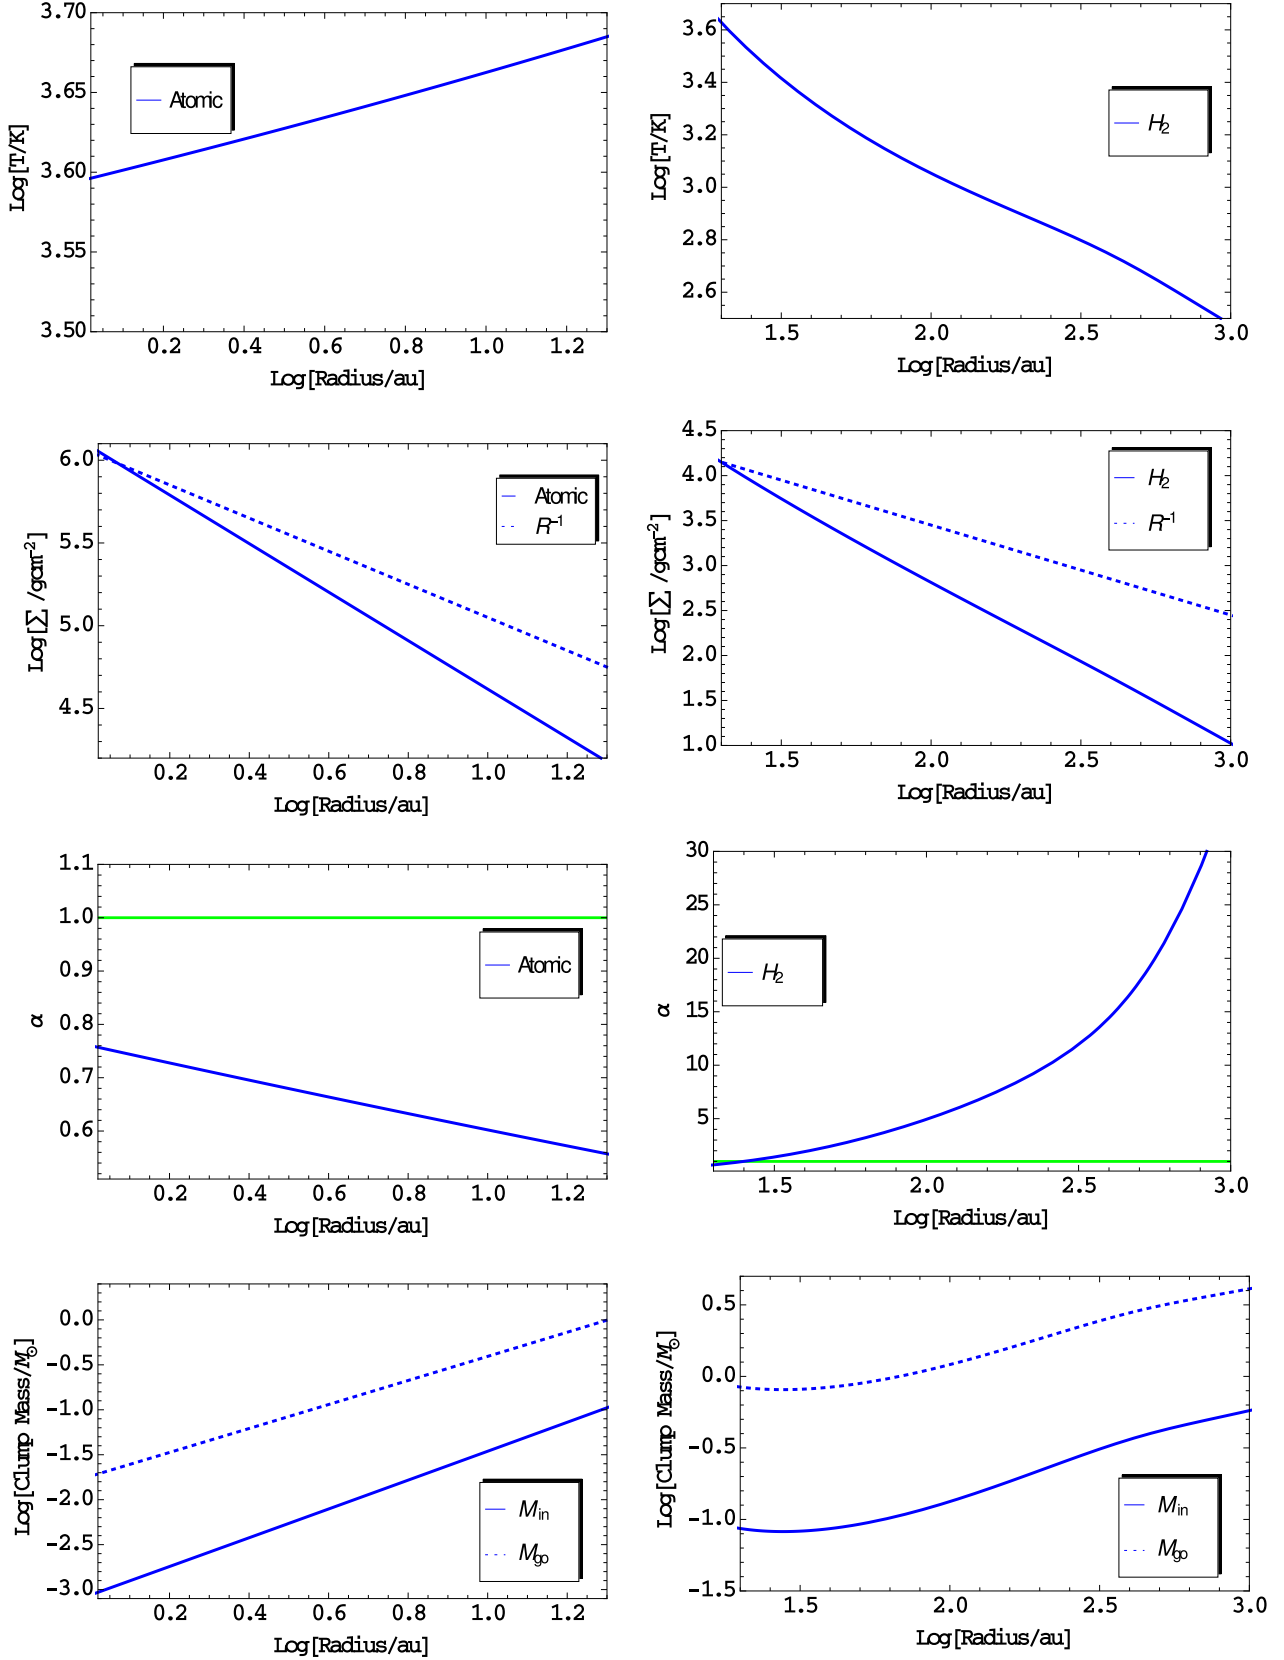 3.70
3.65
3.60
3.55
3.50
Log[T/K]
Atomic
0.2 0.4 0.6 0.8 1.0 1.2
Log[Radius/au]
3.6
3.4
3.2
3.0
2.8
2.6
Log[T/K]
H2
1.5 2.0 2.5 3.0
Log[Radius/au]
6.0
5.5
5.0
4.5
Log[∑ /gcm⁻²]
Atomic
R⁻¹
0.2 0.4 0.6 0.8 1.0 1.2
Log[Radius/au]
4.5
4.0
3.5
3.0
2.5
2.0
1.5
1.0
Log[∑ /gcm⁻²]
H2
R⁻¹
1.5 2.0 2.5 3.0
Log[Radius/au]
1.1
1.0
0.9
0.8
0.7
0.6
α
Atomic
0.2 0.4 0.6 0.8 1.0 1.2
Log[Radius/au]
30
25
20
15
10
5
α
H2
1.5 2.0 2.5 3.0
Log[Radius/au]
0.0
-0.5
-1.0
-1.5
-2.0
-2.5
-3.0
Log[Clump Mass/M⊙]
Min
Mgo
0.2 0.4 0.6 0.8 1.0 1.2
Log[Radius/au]
0.5
0.0
-0.5
-1.0
-1.5
Log[Clump Mass/M⊙]
Min
Mgo
1.5 2.0 2.5 3.0
Log[Radius/au]